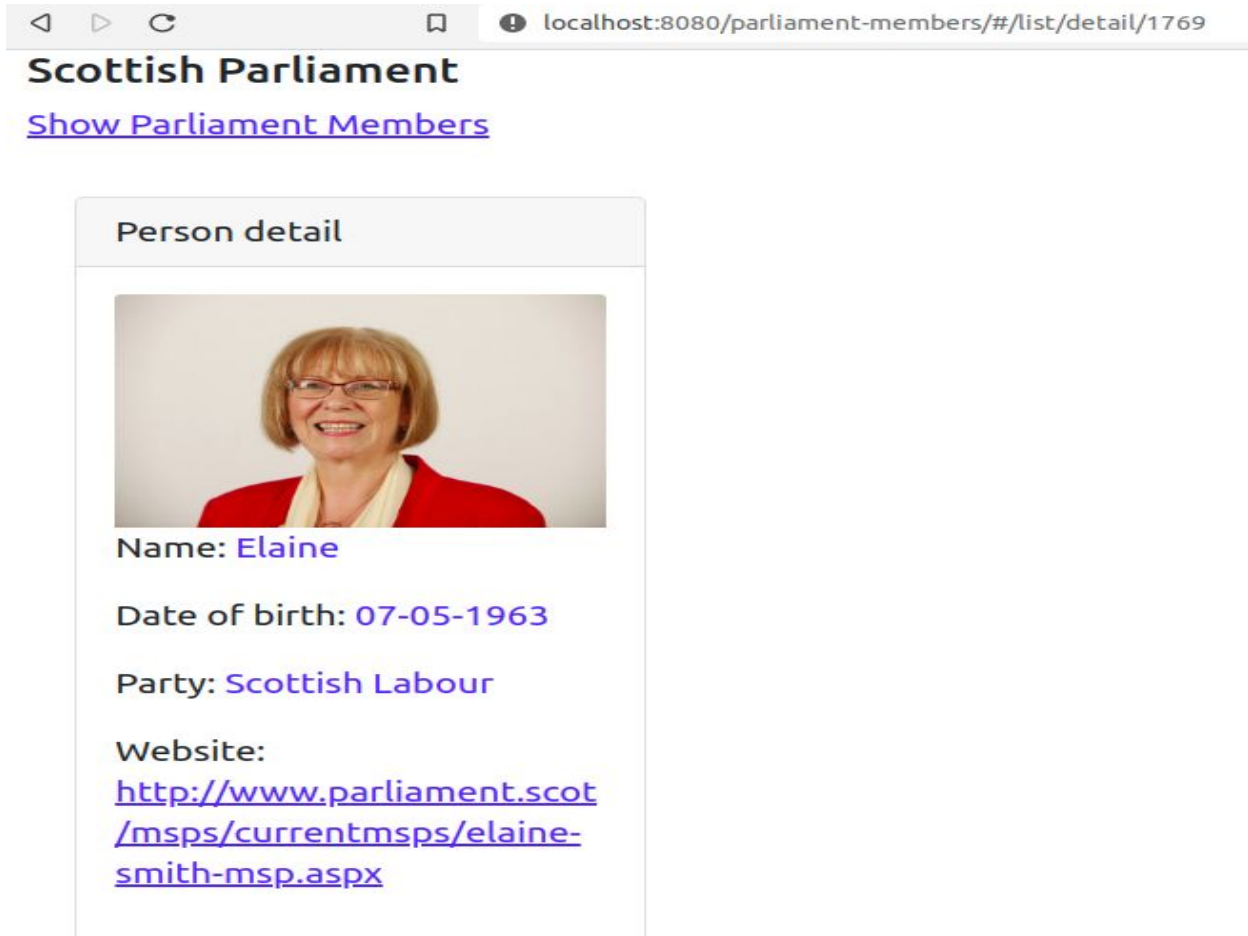 localhost:8080/parliament-members/#/list/detail/1769
Scottish Parliament
Show Parliament Members
Person detail
Name: Elaine
Date of birth: 07-05-1963
Party: Scottish Labour
Website:
http://www.parliament.scot
/msps/currentmsps/elaine-
smith-msp.aspx